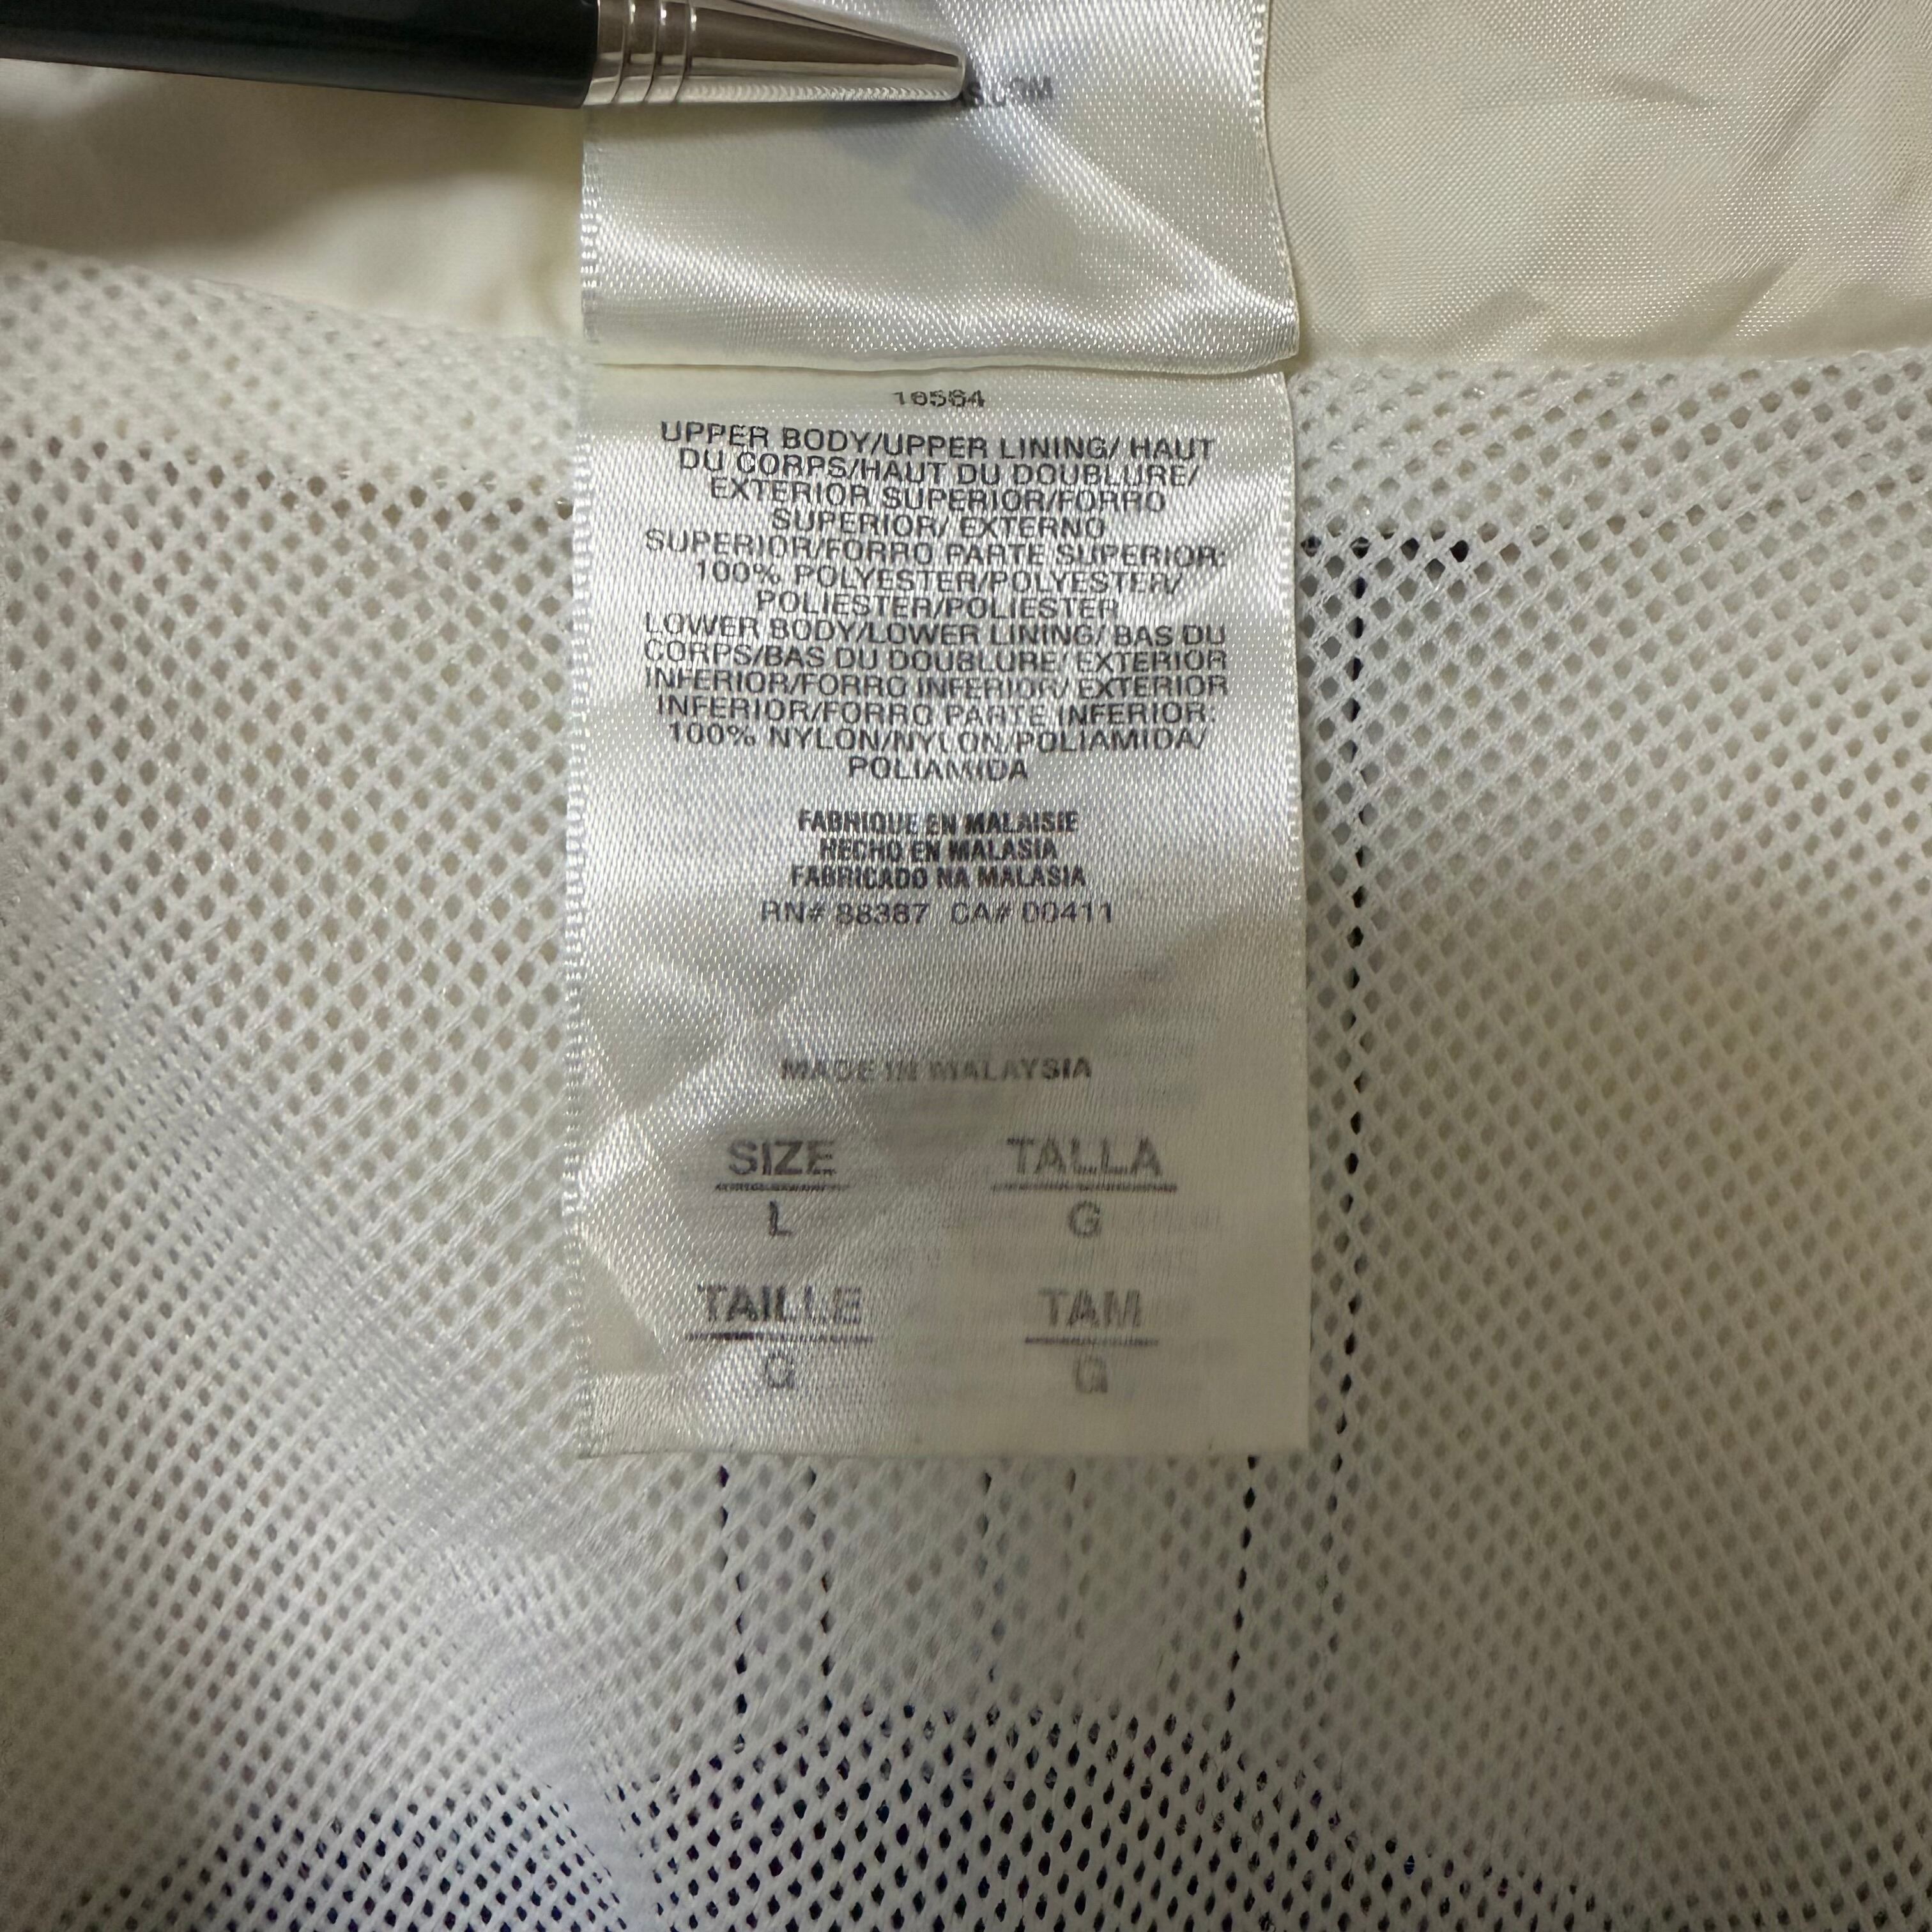 16564
UPPER BODY/UPPER LINING/ HAUT
DU CORPS/HAUT DU DOUBLURE/
EXTERIOR SUPERIOR/FORRO
SUPERIOR/ EXTERNO
SUPERIOR/FORRO PARTE SUPERIOR:
100% POLYESTER/POLYESTER/
POLIESTER/POLIESTER
LOWER BODY/LOWER LINING/ BAS DU
CORPS/BAS DU DOUBLURE/ EXTERIOR
INFERIOR/FORRO INFERIOR/ EXTERIOR
INFERIOR/FORRO PARTE INFERIOR:
100% NYLON/NYLON/POLIAMIDA/
POLIAMIDA
FABRIQUE EN MALAISIE
HECHO EN MALASIA
FABRICADO NA MALASIA
RN# 88387 CA# 00411
MADE IN MALAYSIA
SIZE TALLA
L G
TAILLE TAM
G G